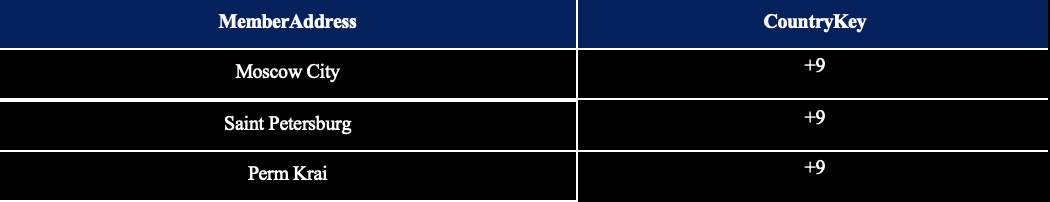 MemberAddress CountryKey
Moscow City +9
Saint Petersburg +9
Perm Krai +9